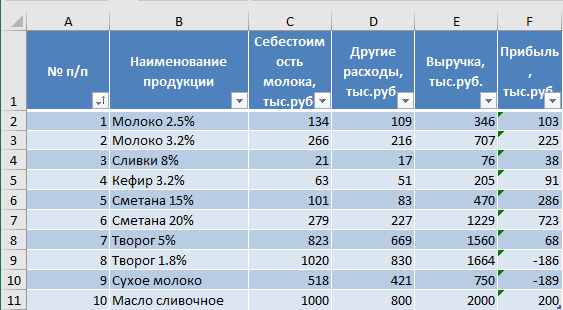 A B C D E F
1 № п/п Наименование продукции Себестоимость молока, тыс.руб Другие расходы, тыс.руб Выручка, тыс.руб. Прибыль, тыс.руб.
2 1 Молоко 2.5% 134 109 346 103
3 2 Молоко 3.2% 266 216 707 225
4 3 Сливки 8% 21 17 76 38
5 4 Кефир 3.2% 63 51 205 91
6 5 Сметана 15% 101 83 470 286
7 6 Сметана 20% 279 227 1229 723
8 7 Творог 5% 823 669 1560 68
9 8 Творог 1.8% 1020 830 1664 -186
10 9 Сухое молоко 518 421 750 -189
11 10 Масло сливочное 1000 800 2000 200